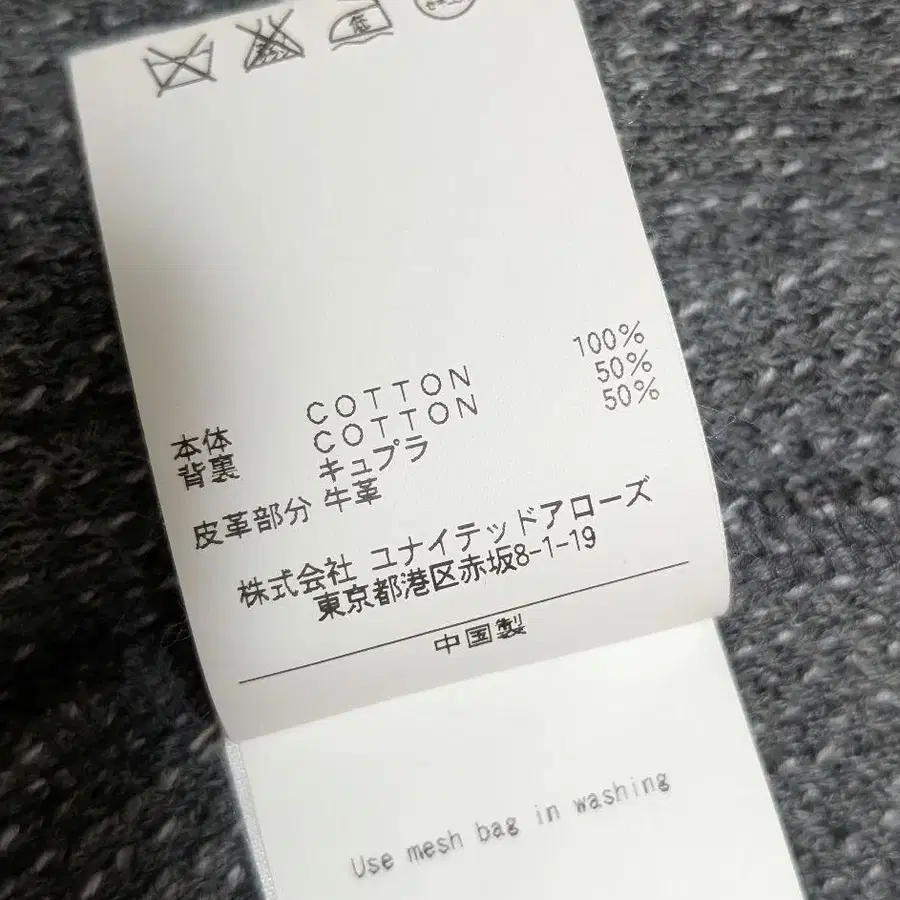 本体 COTTON 100%
背裏 COTTON 50%
キュプラ 50%
皮革部分 牛革
株式会社 ユナイテッドアローズ
東京都港区赤坂8-1-19
中国製
Use mesh bag in washing